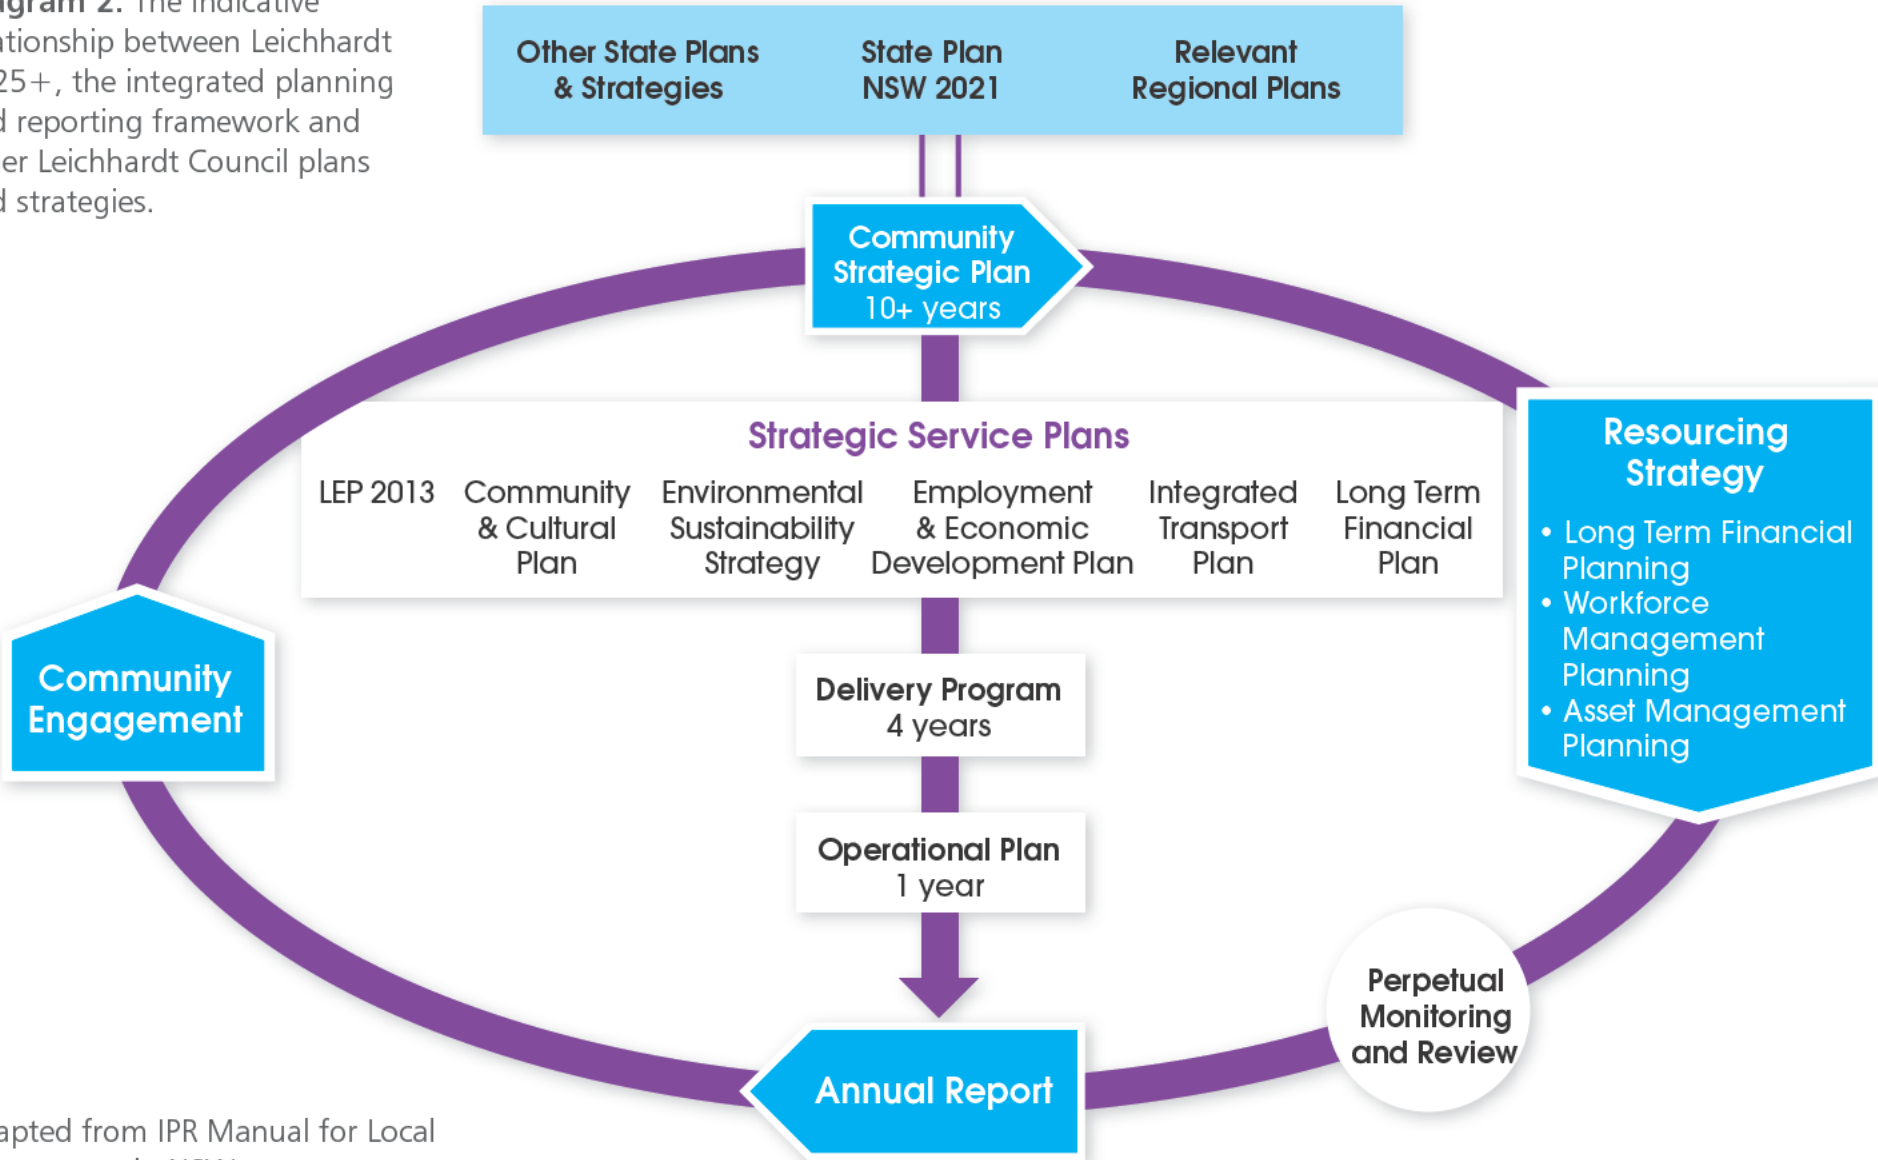 2. The indicative
between Leichhardt
25+, the integrated planning
reporting framework and
Leichhardt Council plans
strategies.
Other State Plans
& Strategies
State Plan
NSW 2021
Relevant
Regional Plans
Community
Strategic Plan
10+ years
Strategic Service Plans
LEP 2013
Community
& Cultural
Plan
Environmental
Sustainability
Strategy
Employment
& Economic
Development Plan
Integrated
Transport
Plan
Long Term
Financial
Plan
Resourcing
Strategy
• Long Term Financial
Planning
• Workforce
Management
Planning
• Asset Management
Planning
Community
Engagement
Delivery Program
4 years
Operational Plan
1 year
Perpetual
Monitoring
and Review
Annual Report
from IPR Manual for Local